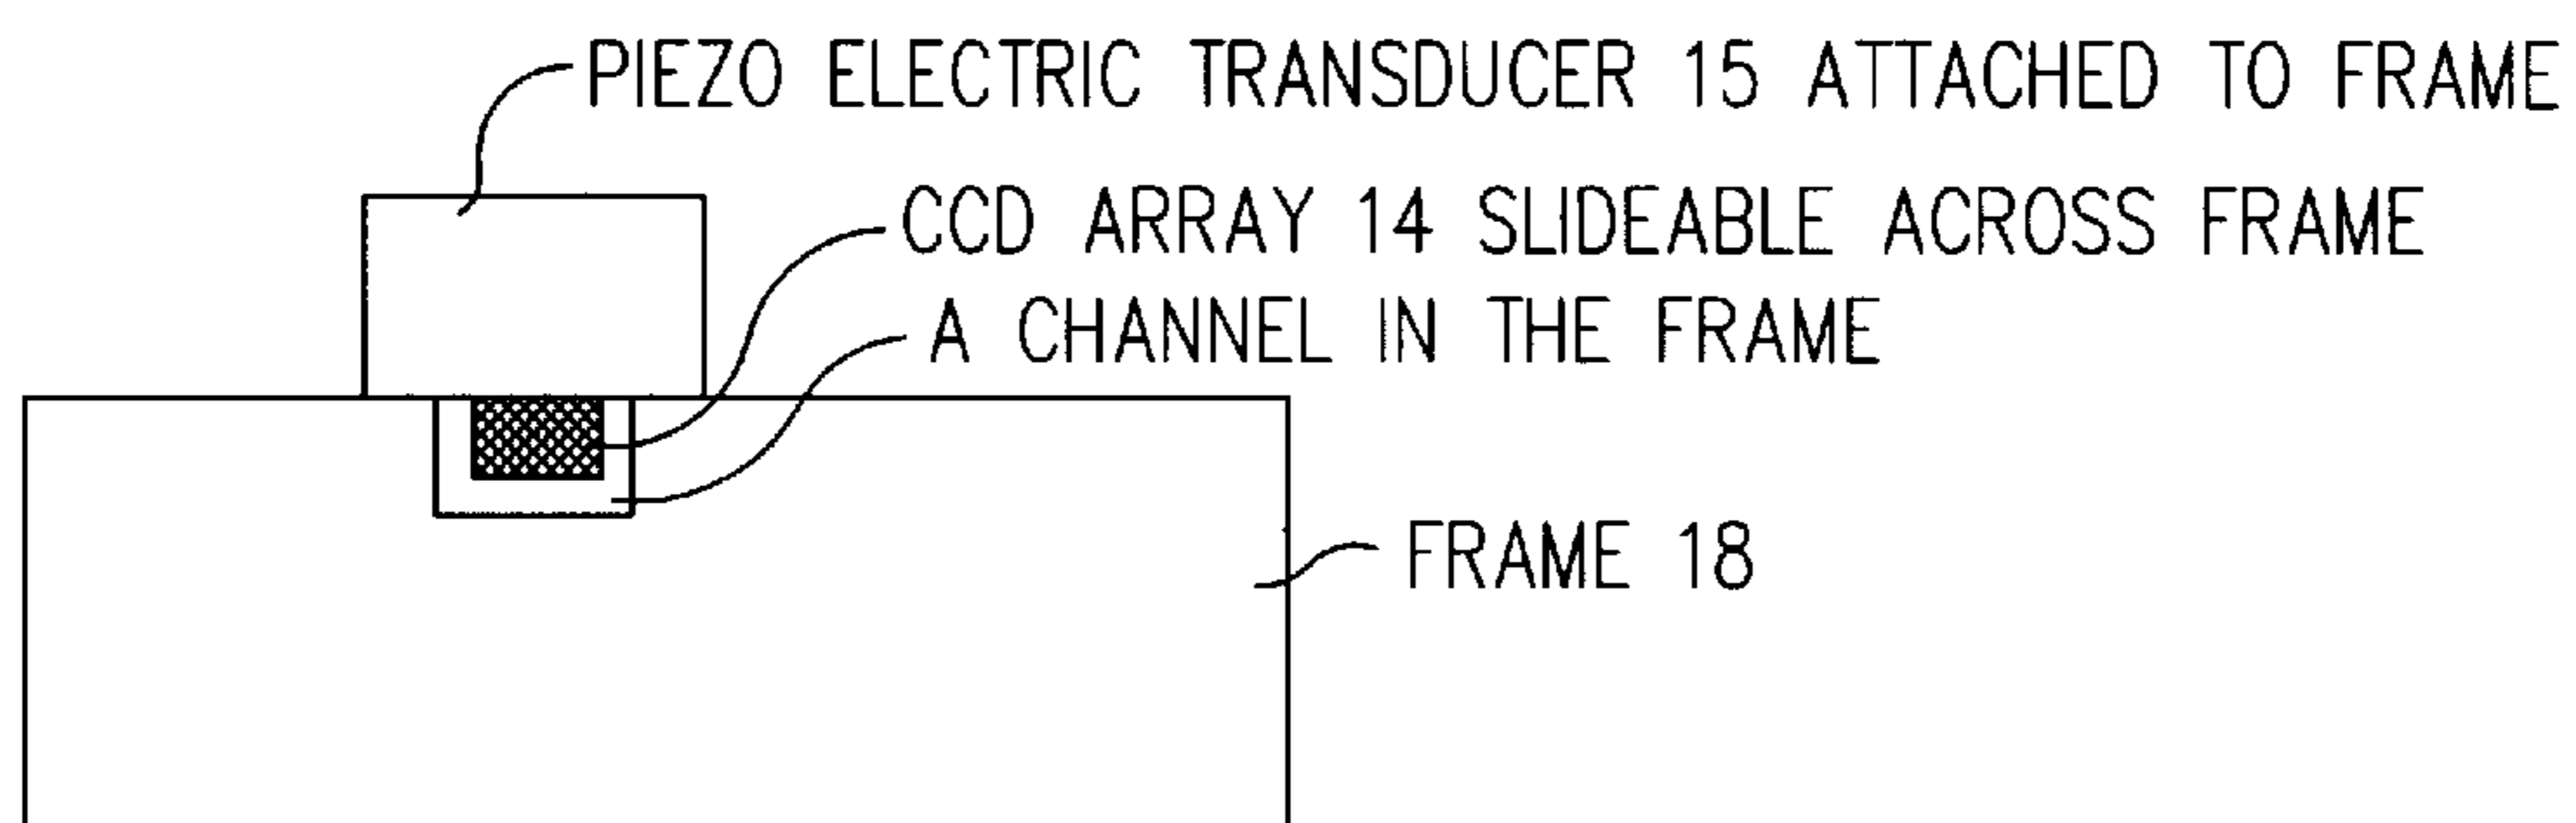 PIEZO ELECTRIC TRANSDUCER 15 ATTACHED TO FRAME
CCD ARRAY 14 SLIDEABLE ACROSS FRAME
A CHANNEL IN THE FRAME
FRAME 18